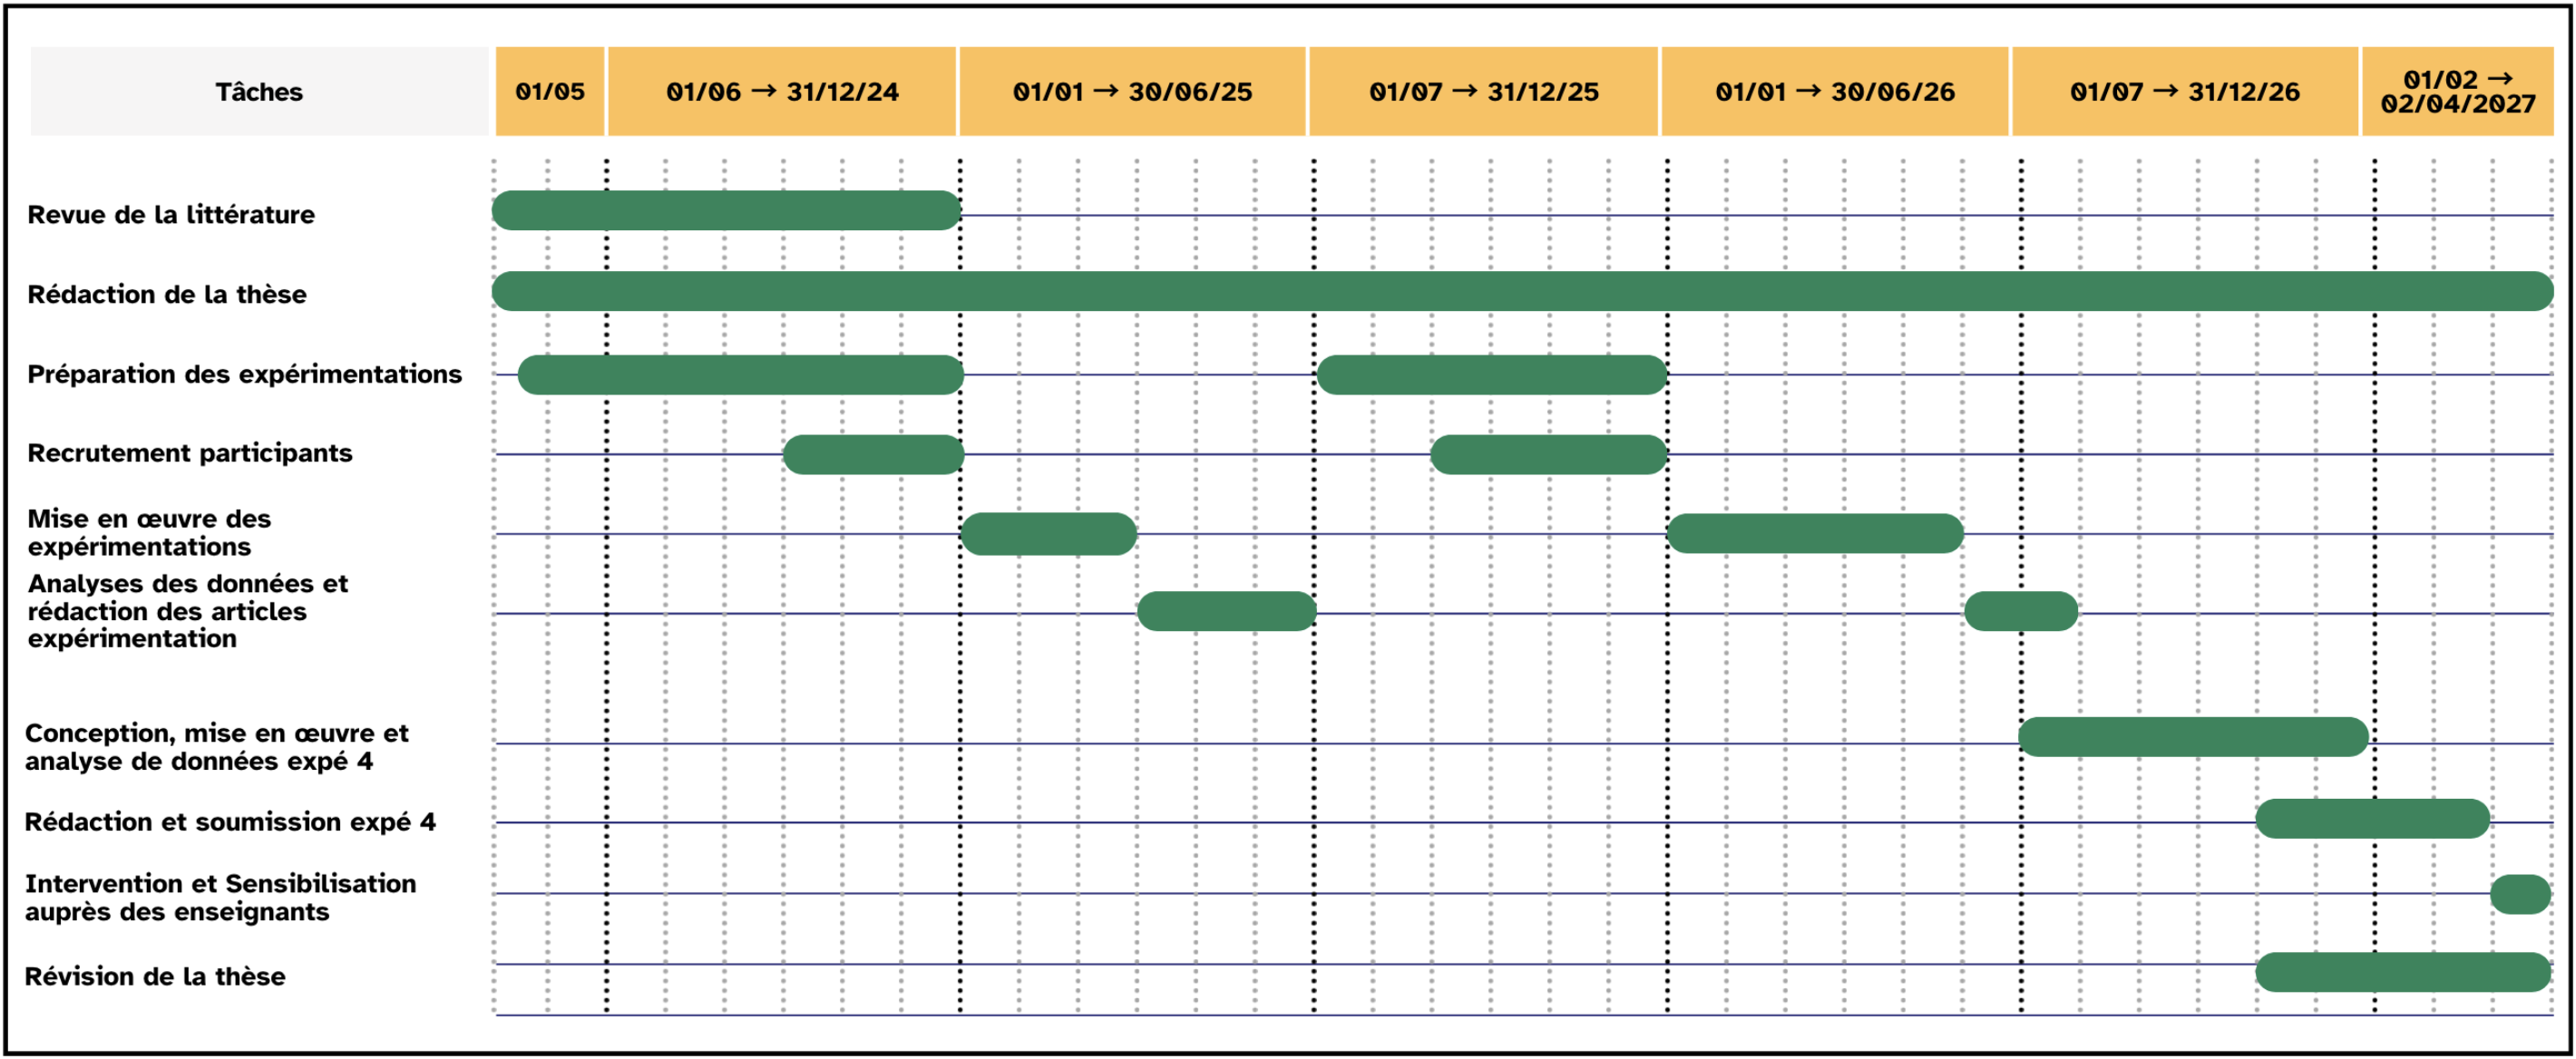 Tâches
01/05
01/06 → 31/12/24
01/01 → 30/06/25
01/07 → 31/12/25
01/01 → 30/06/26
01/07 → 31/12/26
01/02 →
02/04/2027
Revue de la littérature
Rédaction de la thèse
Préparation des expérimentations
Recrutement participants
Mise en œuvre des
expérimentations
Analyses des données et
rédaction des articles
expérimentation
Conception, mise en œuvre et
analyse de données expé 4
Rédaction et soumission expé 4
Intervention et Sensibilisation
auprès des enseignants
Révision de la thèse